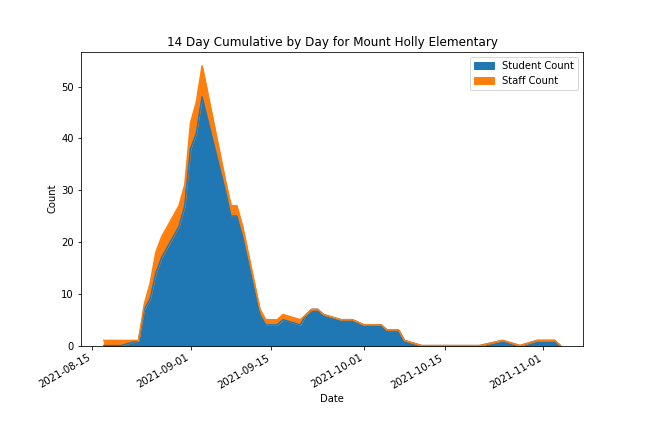 14 Day Cumulative by Day for Mount Holly Elementary
Student Count
Staff Count
Count
50
40
30
20
10
0
2021-08-15
2021-09-01
2021-09-15
2021-10-01
2021-10-15
2021-11-01
Date